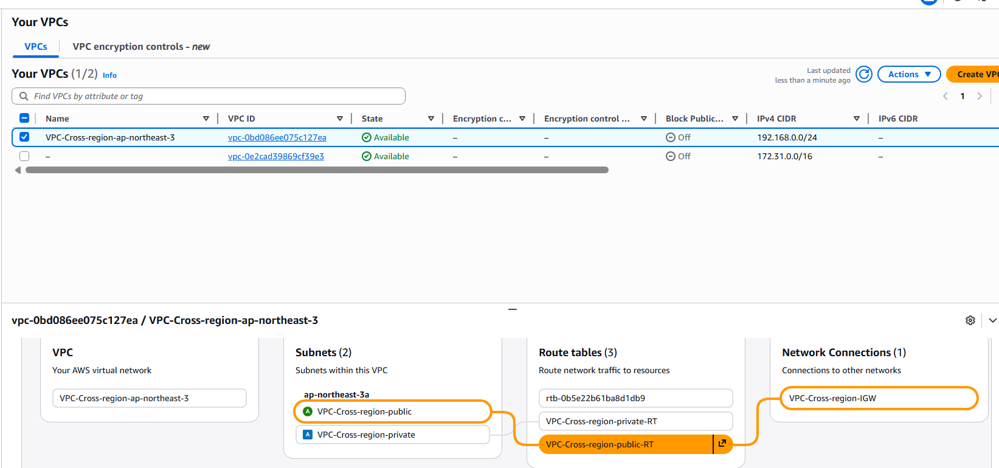 Your VPCs
VPCs
VPC encryption controls - new
Your VPCs (1/2) Info
Last updated
less than a minute ago
Actions
Create VPC
Find VPCs by attribute or tag
1
Name VPC ID State Encryption c... Encryption control ... Block Public... IPv4 CIDR IPv6 CIDR
VPC-Cross-region-ap-northeast-3 vpc-0bd086ee075c127ea Available – – Off 192.168.0.0/24 –
– vpc-0e2cad39869cf39e3 Available – – Off 172.31.0.0/16 –
vpc-0bd086ee075c127ea / VPC-Cross-region-ap-northeast-3
VPC
Your AWS virtual network
VPC-Cross-region-ap-northeast-3
Subnets (2)
Subnets within this VPC
ap-northeast-3a
A VPC-Cross-region-public
A VPC-Cross-region-private
Route tables (3)
Route network traffic to resources
rtb-0b5e22b61ba8d1db9
VPC-Cross-region-private-RT
VPC-Cross-region-public-RT
Network Connections (1)
Connections to other networks
VPC-Cross-region-IGW